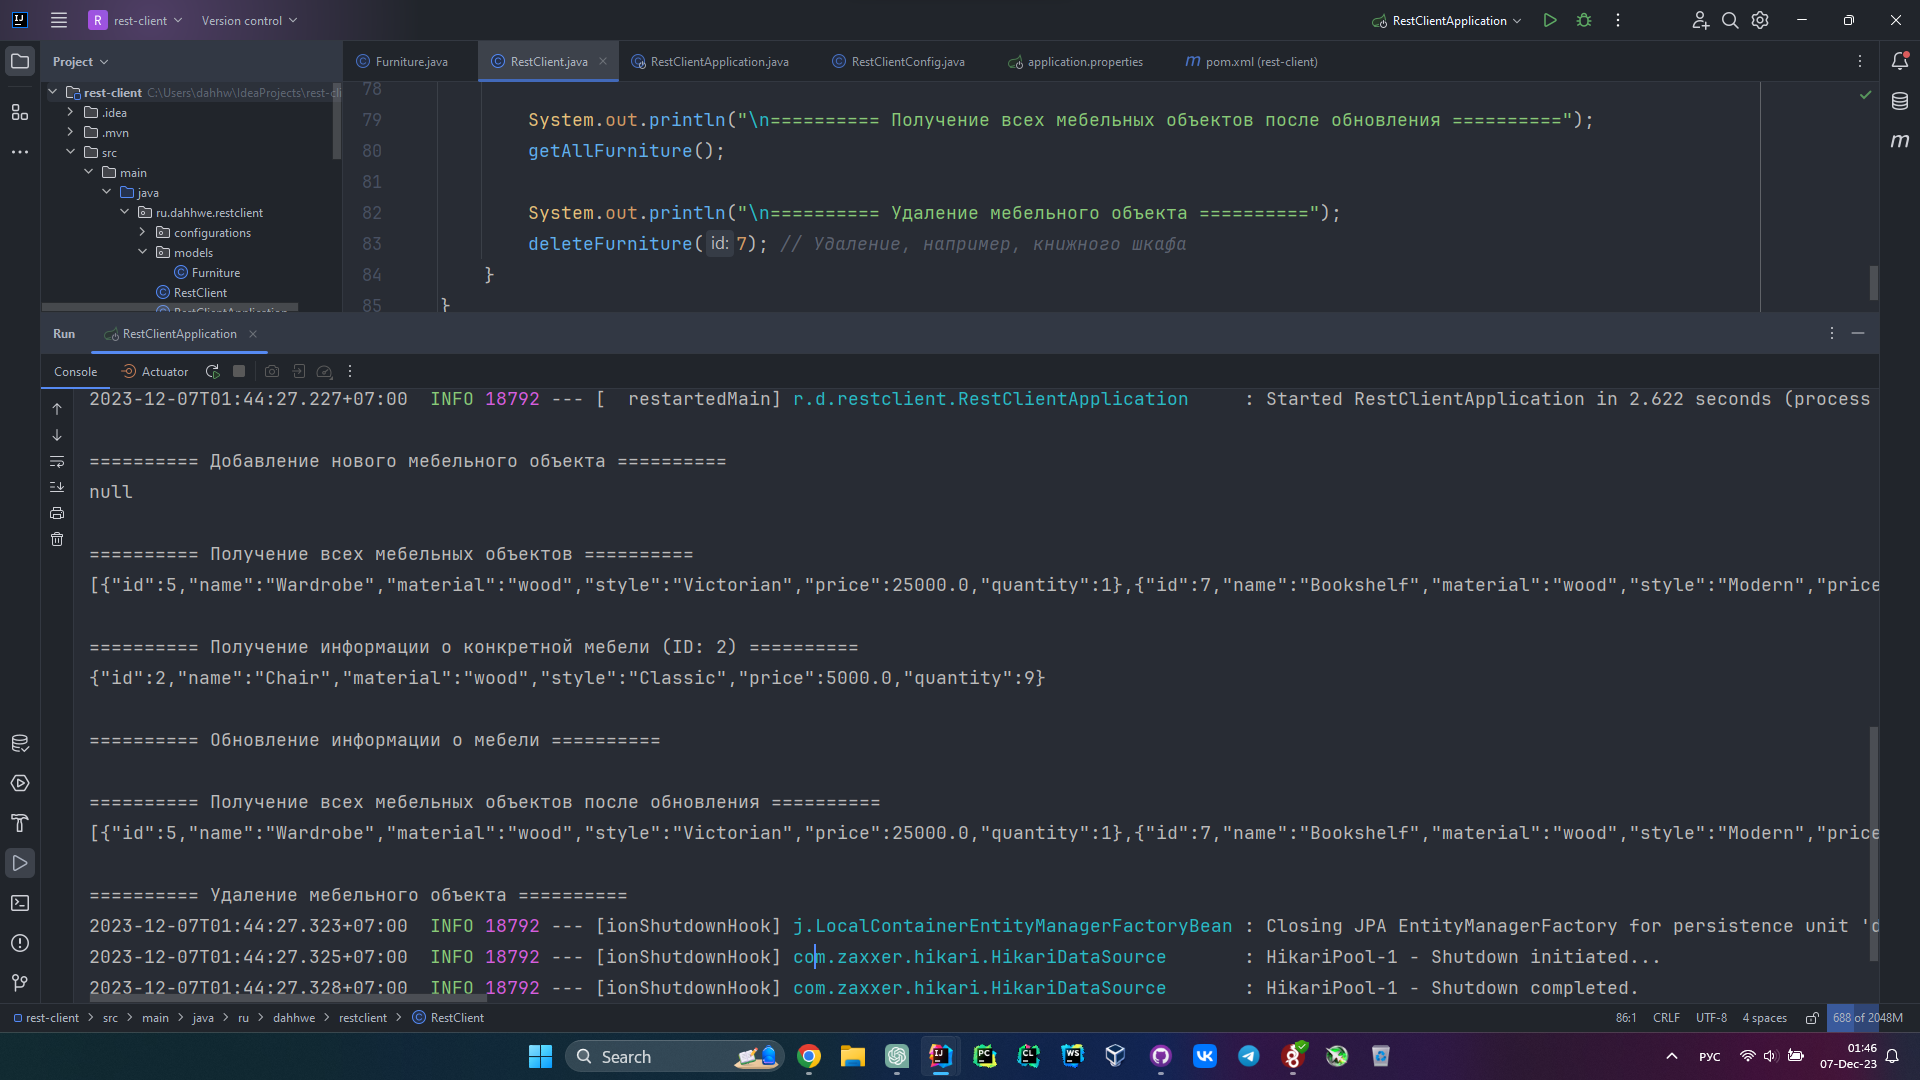 rest-client
Version control
RestClientApplication
Project
Furniture.java
RestClient.java
RestClientApplication.java
RestClientConfig.java
application.properties
pom.xml (rest-client)
rest-client C:\Users\dahhw\IdeaProjects\rest-cl
.idea
.mvn
src
main
java
ru.dahhwe.restclient
configurations
models
Furniture
RestClient
RestClientApplication
78
79 System.out.println("\n========== Получение всех мебельных объектов после обновления ==========");
80 getAllFurniture();
81
82 System.out.println("\n========== Удаление мебельного объекта ==========");
83 deleteFurniture( id: 7); // Удаление, например, книжного шкафа
84 }
85 }
Run
RestClientApplication
Console
Actuator
2023-12-07T01:44:27.227+07:00 INFO 18792 --- [ restartedMain] r.d.restclient.RestClientApplication : Started RestClientApplication in 2.622 seconds (process
========== Добавление нового мебельного объекта ==========
null
========== Получение всех мебельных объектов ==========
[{"id":5,"name":"Wardrobe","material":"wood","style":"Victorian","price":25000.0,"quantity":1},{"id":7,"name":"Bookshelf","material":"wood","style":"Modern","price
========== Получение информации о конкретной мебели (ID: 2) ==========
{"id":2,"name":"Chair","material":"wood","style":"Classic","price":5000.0,"quantity":9}
========== Обновление информации о мебели ==========
========== Получение всех мебельных объектов после обновления ==========
[{"id":5,"name":"Wardrobe","material":"wood","style":"Victorian","price":25000.0,"quantity":1},{"id":7,"name":"Bookshelf","material":"wood","style":"Modern","price
========== Удаление мебельного объекта ==========
2023-12-07T01:44:27.323+07:00 INFO 18792 --- [ionShutdownHook] j.LocalContainerEntityManagerFactoryBean : Closing JPA EntityManagerFactory for persistence unit 'd
2023-12-07T01:44:27.325+07:00 INFO 18792 --- [ionShutdownHook] com.zaxxer.hikari.HikariDataSource : HikariPool-1 - Shutdown initiated...
2023-12-07T01:44:27.328+07:00 INFO 18792 --- [ionShutdownHook] com.zaxxer.hikari.HikariDataSource : HikariPool-1 - Shutdown completed.
rest-client > src > main > java > ru > dahhwe > restclient > RestClient
86:1 CRLF UTF-8 4 spaces 688 of 2048M
Search
РУС
01:46
07-Dec-23